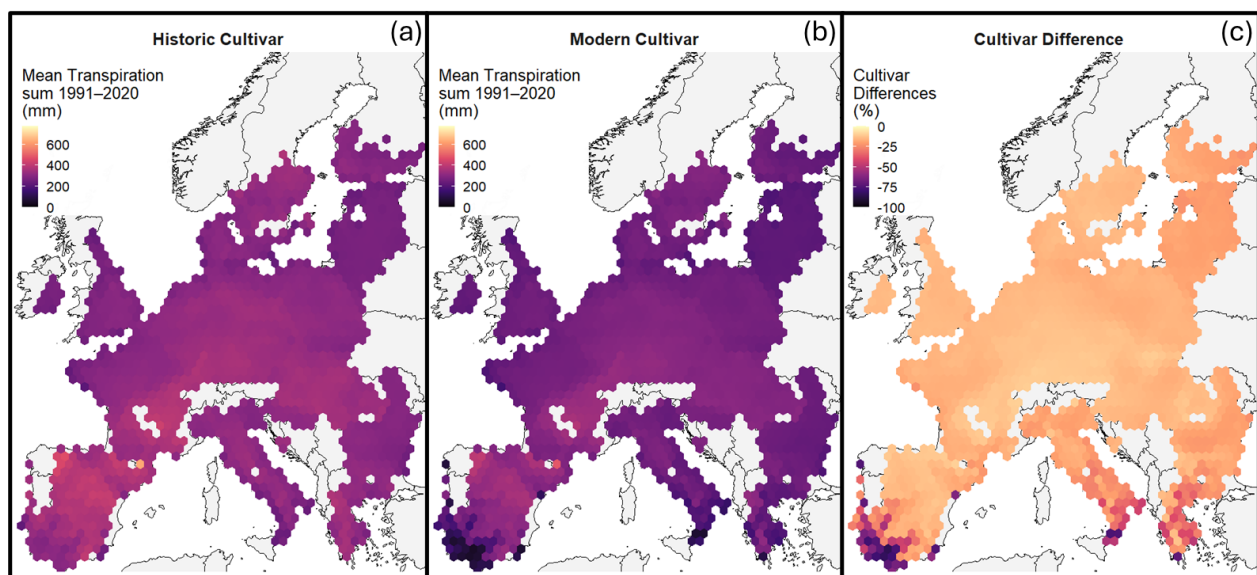 Historic Cultivar
(a)
Mean Transpiration
sum 1991–2020
(mm)
600
400
200
0
Modern Cultivar
(b)
Mean Transpiration
sum 1991–2020
(mm)
600
400
200
0
Cultivar Difference
(c)
Cultivar
Differences
(%)
0
-25
-50
-75
-100